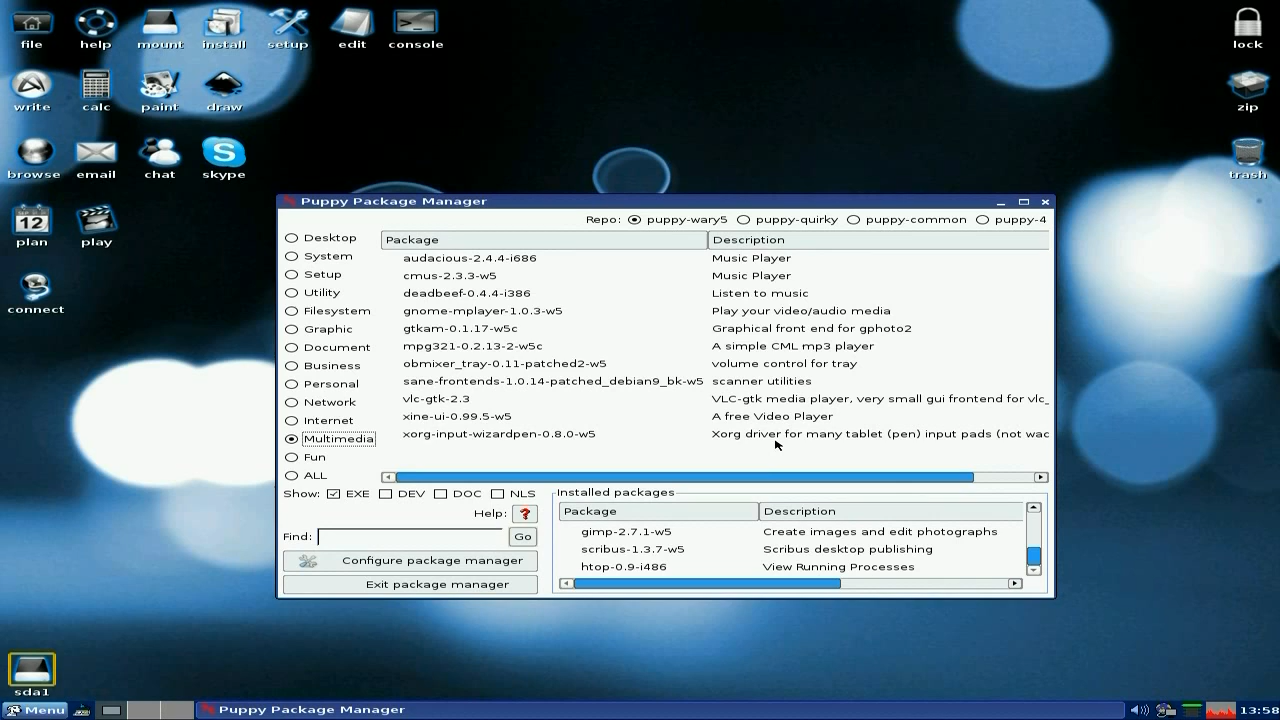 file help mount install setup edit console lock
write calc paint draw zip
browse email chat skype trash
12
plan play
connect
Puppy Package Manager
Repo: puppy-wary5 puppy-quirky puppy-common puppy-4
Desktop
System
Setup
Utility
Filesystem
Graphic
Document
Business
Personal
Network
Internet
Multimedia
Fun
ALL
Package Description
audacious-2.4.4-i686 Music Player
cmus-2.3.3-w5 Music Player
deadbeef-0.4.4-i386 Listen to music
gnome-mplayer-1.0.3-w5 Play your video/audio media
gtkam-0.1.17-w5c Graphical front end for gphoto2
mpg321-0.2.13-2-w5c A simple CML mp3 player
obmixer_tray-0.11-patched2-w5 volume control for tray
sane-frontends-1.0.14-patched_debian9_bk-w5 scanner utilities
vlc-gtk-2.3 VLC-gtk media player, very small gui frontend for vlc_
xine-ui-0.99.5-w5 A free Video Player
xorg-input-wizardpen-0.8.0-w5 Xorg driver for many tablet (pen) input pads (not wac
Show: EXE DEV DOC NLS
Help: ?
Find: Go
Configure package manager
Exit package manager
Installed packages
Package Description
gimp-2.7.1-w5 Create images and edit photographs
scribus-1.3.7-w5 Scribus desktop publishing
htop-0.9-i486 View Running Processes
sda1
Menu Puppy Package Manager 13:58